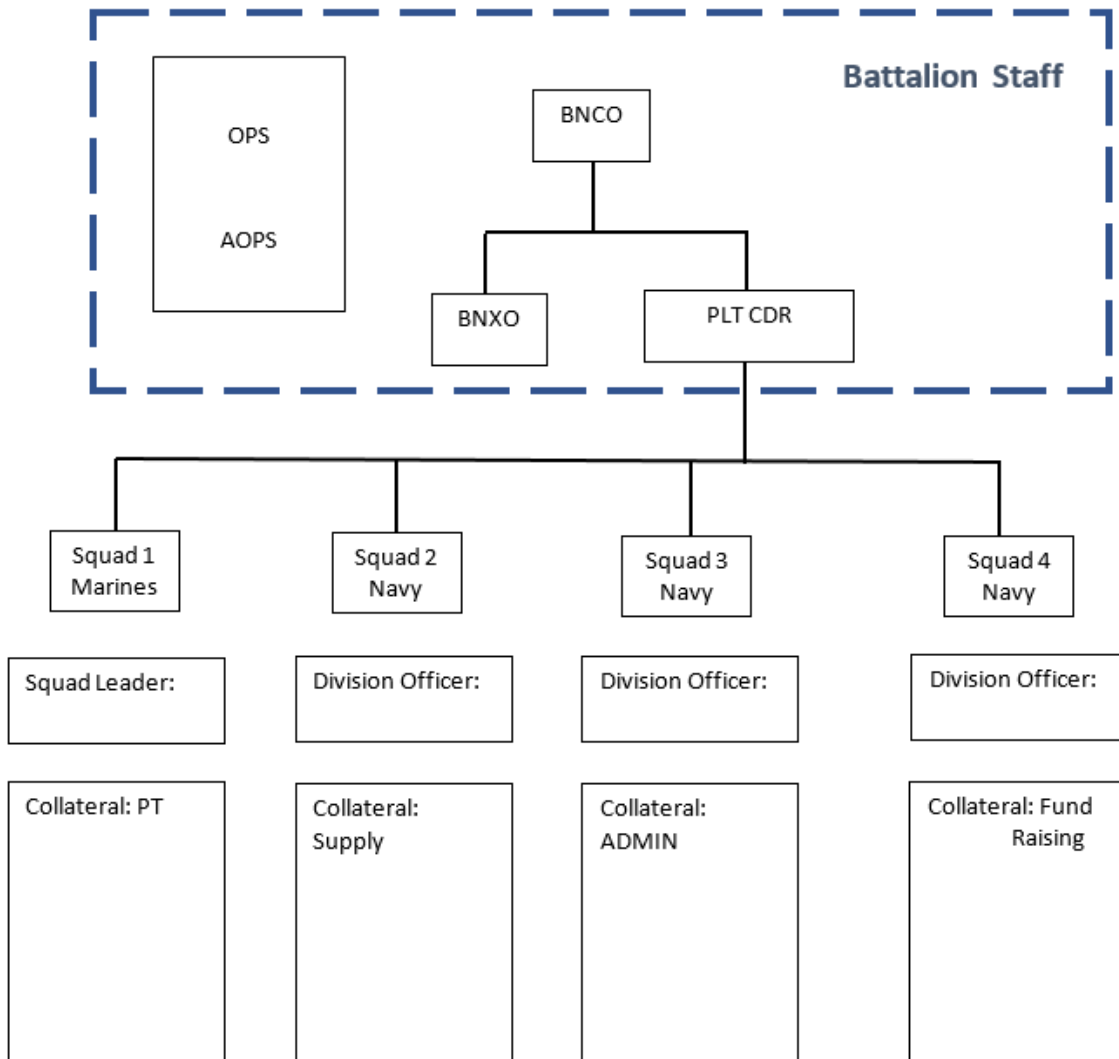 Battalion Staff
OPS
AOPS
BNCO
BNXO
PLT CDR
Squad 1
Marines
Squad 2
Navy
Squad 3
Navy
Squad 4
Navy
Squad Leader:
Division Officer:
Division Officer:
Division Officer:
Collateral: PT
Collateral:
Supply
Collateral:
ADMIN
Collateral: Fund
Raising